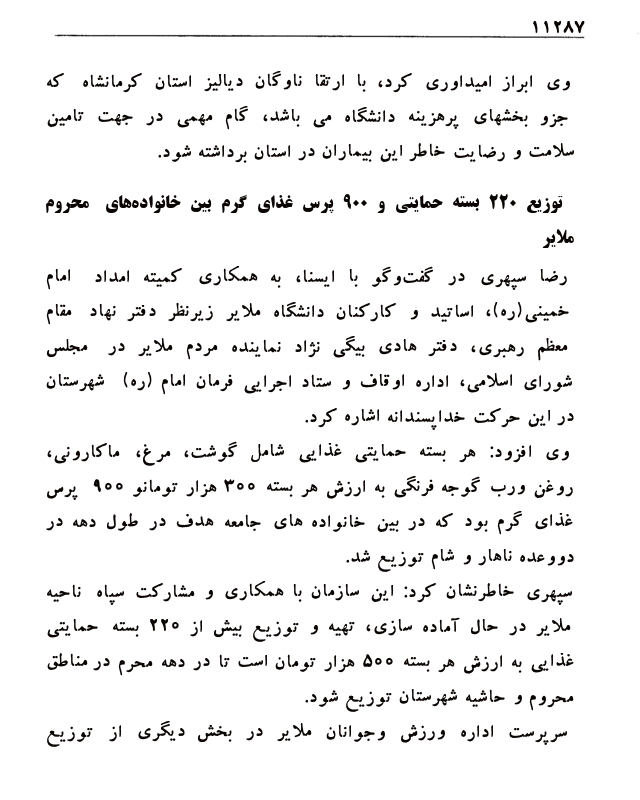 ۱۱۲۸۷
وی ابراز امیداوری کرد، با ارتقا ناوگان دیالیز استان کرمانشاه که
جزو بخشهای پرهزینه دانشگاه می باشد، گام مهمی در جهت تامین
سلامت و رضایت خاطر این بیماران در استان برداشته شود.
توزیع ۲۲۰ بسته حمایتی و ۹۰۰ پرس غذای گرم بین خانواده‌های محروم
ملایر
رضا سپهری در گفت‌وگو با ایسنا، به همکاری کمیته امداد امام
خمینی(ره)، اساتید و کارکنان دانشگاه ملایر زیرنظر دفتر نهاد مقام
معظم رهبری، دفتر هادی بیگی نژاد نماینده مردم ملایر در مجلس
شورای اسلامی، اداره اوقاف و ستاد اجرایی فرمان امام (ره) شهرستان
در این حرکت خداپسندانه اشاره کرد.
وی افزود: هر بسته حمایتی غذایی شامل گوشت، مرغ، ماکارونی،
روغن ورب گوجه فرنگی به ارزش هر بسته ۳۰۰ هزار تومانو ۹۰۰ پرس
غذای گرم بود که در بین خانواده های جامعه هدف در طول دهه در
دووعده ناهار و شام توزیع شد.
سپهری خاطرنشان کرد: این سازمان با همکاری و مشارکت سپاه ناحیه
ملایر در حال آماده سازی، تهیه و توزیع بیش از ۲۲۰ بسته حمایتی
غذایی به ارزش هر بسته ۵۰۰ هزار تومان است تا در دهه محرم در مناطق
محروم و حاشیه شهرستان توزیع شود.
سرپرست اداره ورزش وجوانان ملایر در بخش دیگری از توزیع